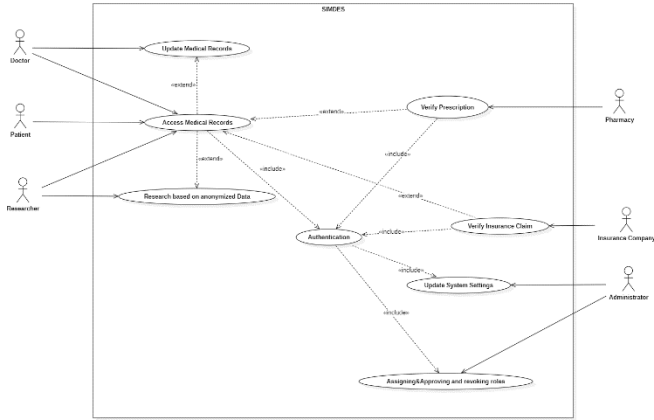 SIMDES
Doctor
Update Medical Records
«extend»
Patient
Access Medical Records
«extend»
Verify Prescription
Pharmacy
«extend»
«include»
«include»
Researcher
Research based on anonymized Data
«extend»
Authentication
«include»
Verify Insurance Claim
Insurance Company
«include»
Update System Settings
Administrator
«include»
Assigning&Approving and revoking roles